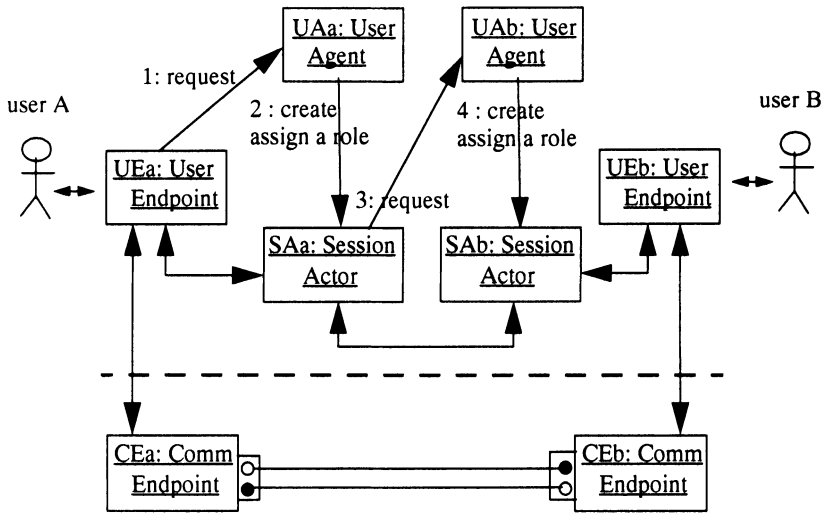 UAa: User
Agent
UAb: User
Agent
1: request
2 : create
assign a role
4 : create
assign a role
user A
user B
UEa: User
Endpoint
UEb: User
Endpoint
3: request
SAa: Session
Actor
SAb: Session
Actor
CEa: Comm
Endpoint
CEb: Comm
Endpoint